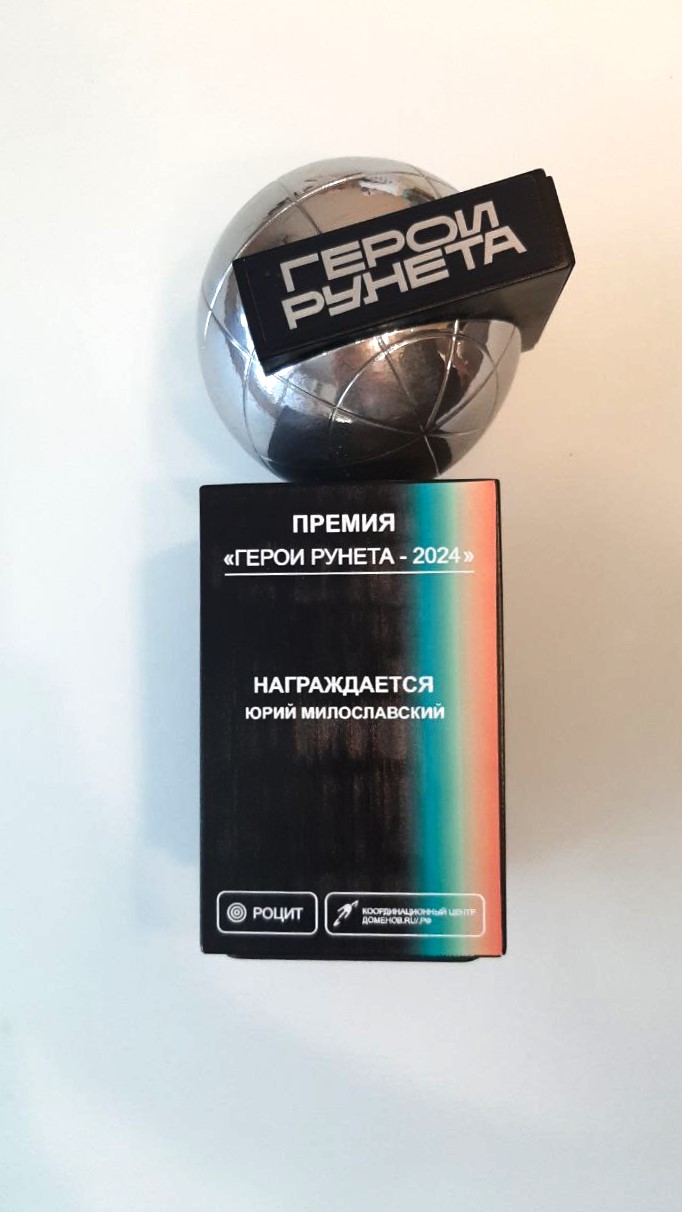 ГЕРОИ
РУНЕТА
ПРЕМИЯ
«ГЕРОИ РУНЕТА - 2024»
НАГРАЖДАЕТСЯ
ЮРИЙ МИЛОСЛАВСКИЙ
РОЦИТ
КООРДИНАЦИОННЫЙ ЦЕНТР
ДОМЕНОВ.RU/.РФ